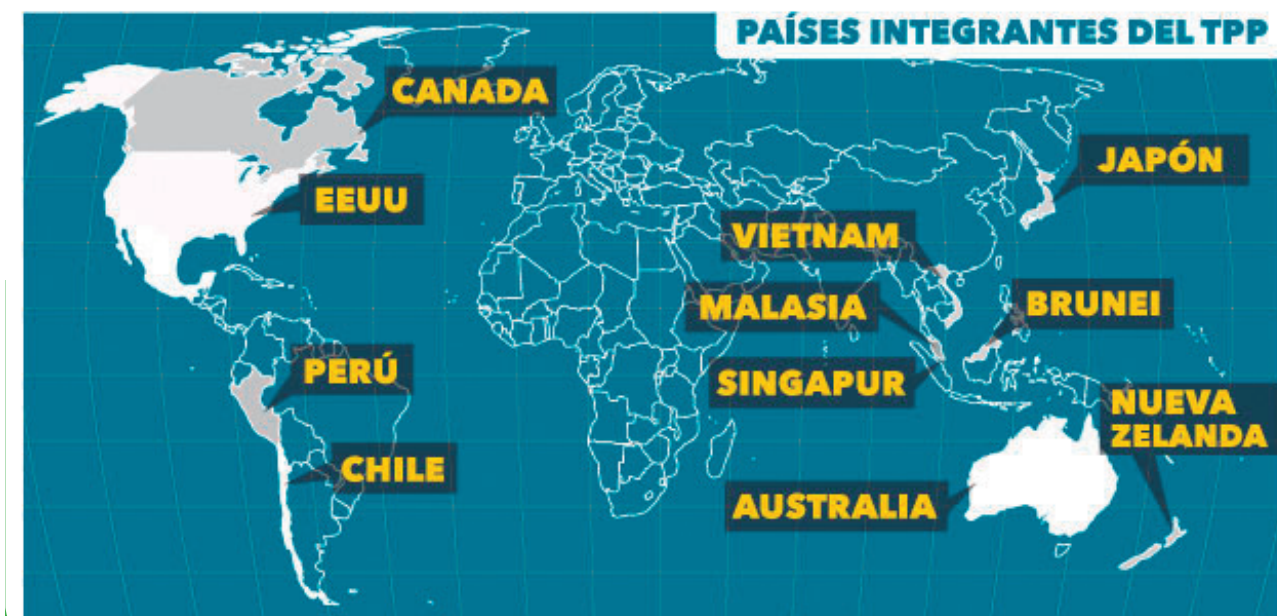 PAÍSES INTEGRANTES DEL TPP
CANADA
EEUU
JAPÓN
VIETNAM
MALASIA
BRUNEI
PERÚ
SINGAPUR
NUEVA
ZELANDA
CHILE
AUSTRALIA